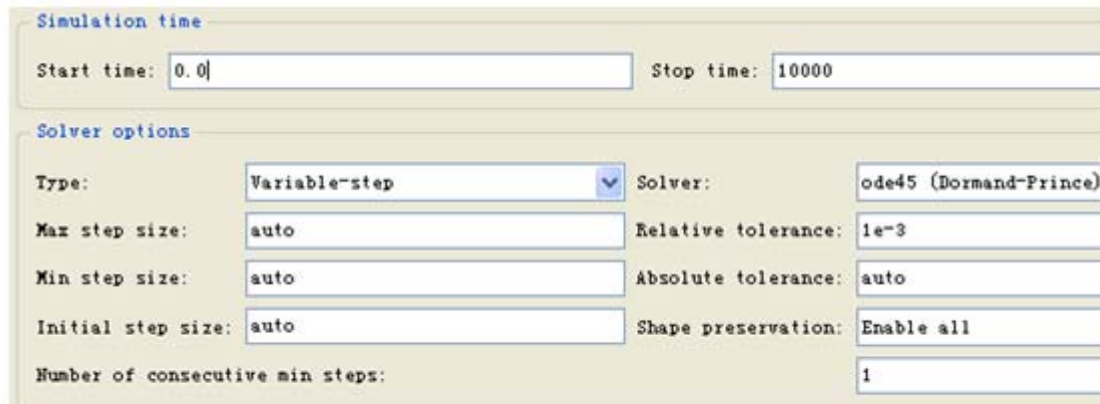 Simulation time
Start time: 0.0 Stop time: 10000
Solver options
Type: Variable-step Solver: ode45 (Dormand-Prince)
Max step size: auto Relative tolerance: 1e-3
Min step size: auto Absolute tolerance: auto
Initial step size: auto Shape preservation: Enable all
Number of consecutive min steps: 1